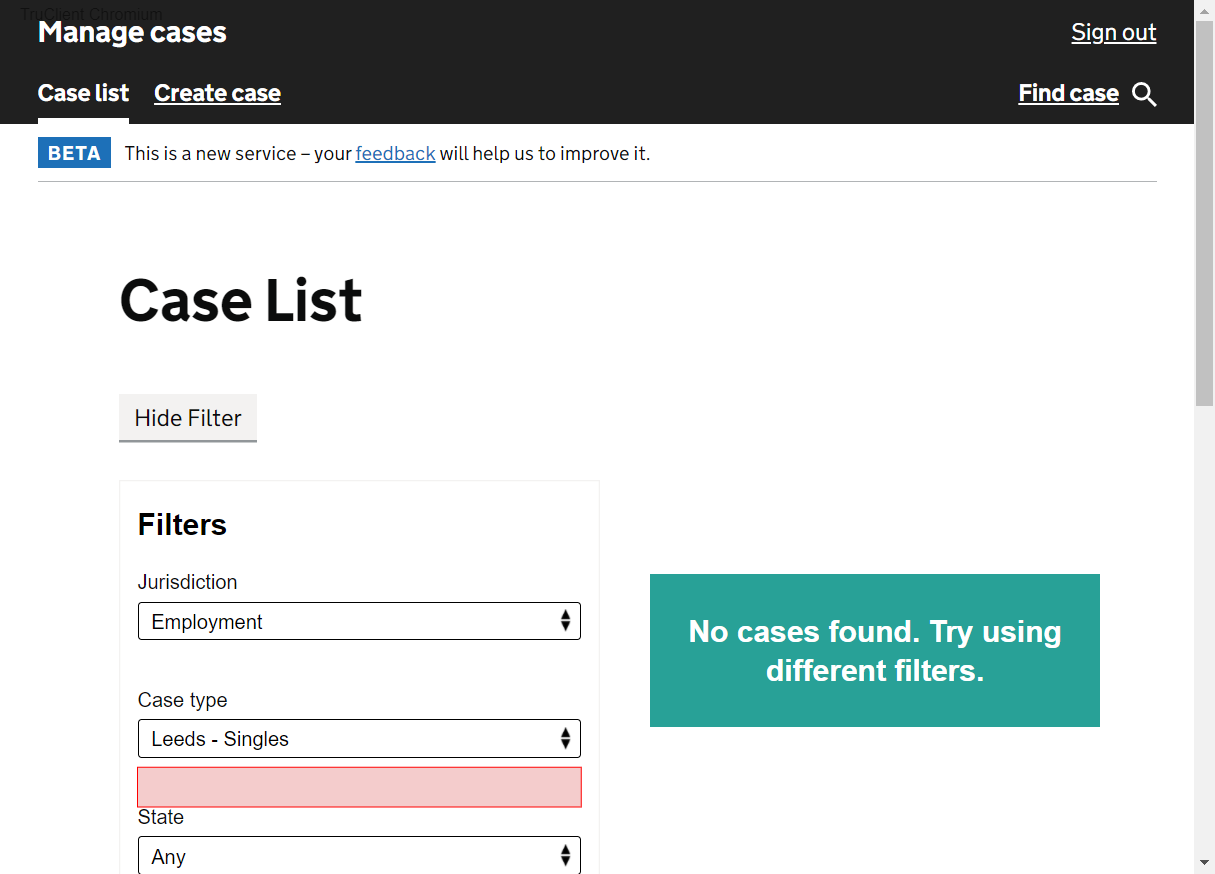 TruClient Chromium
Manage cases
Sign out
Case list Create case
Find case
BETA This is a new service – your feedback will help us to improve it.
Case List
Hide Filter
Filters
Jurisdiction
Employment
No cases found. Try using
different filters.
Case type
Leeds - Singles
State
Any